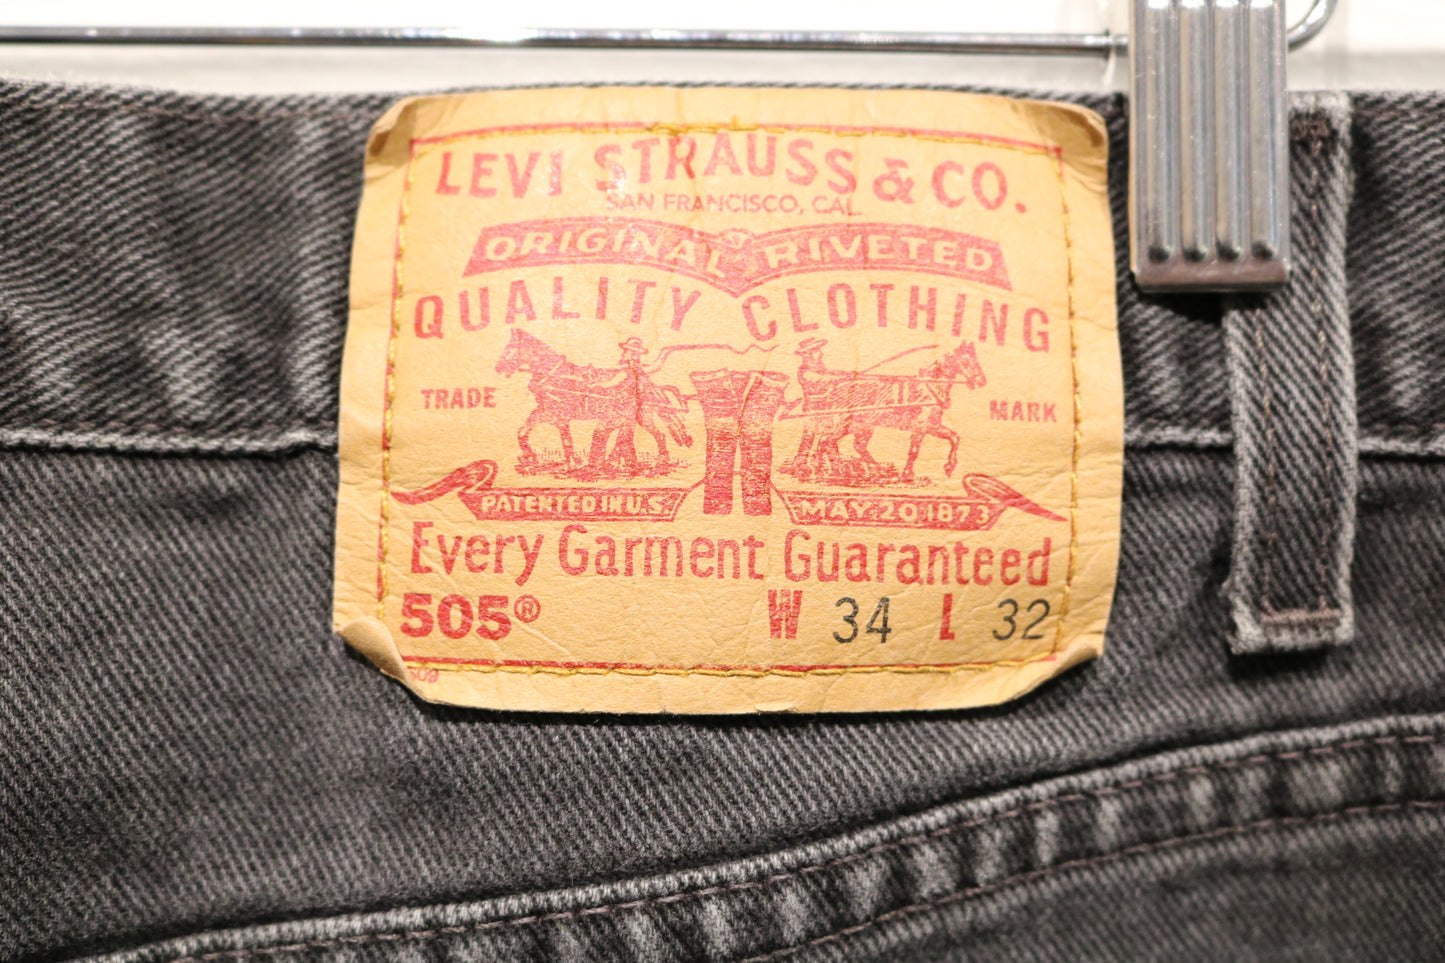 LEVI STRAUSS & CO.
SAN FRANCISCO, CAL.
ORIGINAL RIVETED
QUALITY CLOTHING
TRADE MARK
PATENTED IN U.S. MAY 20 1873
Every Garment Guaranteed
505® W 34 L 32